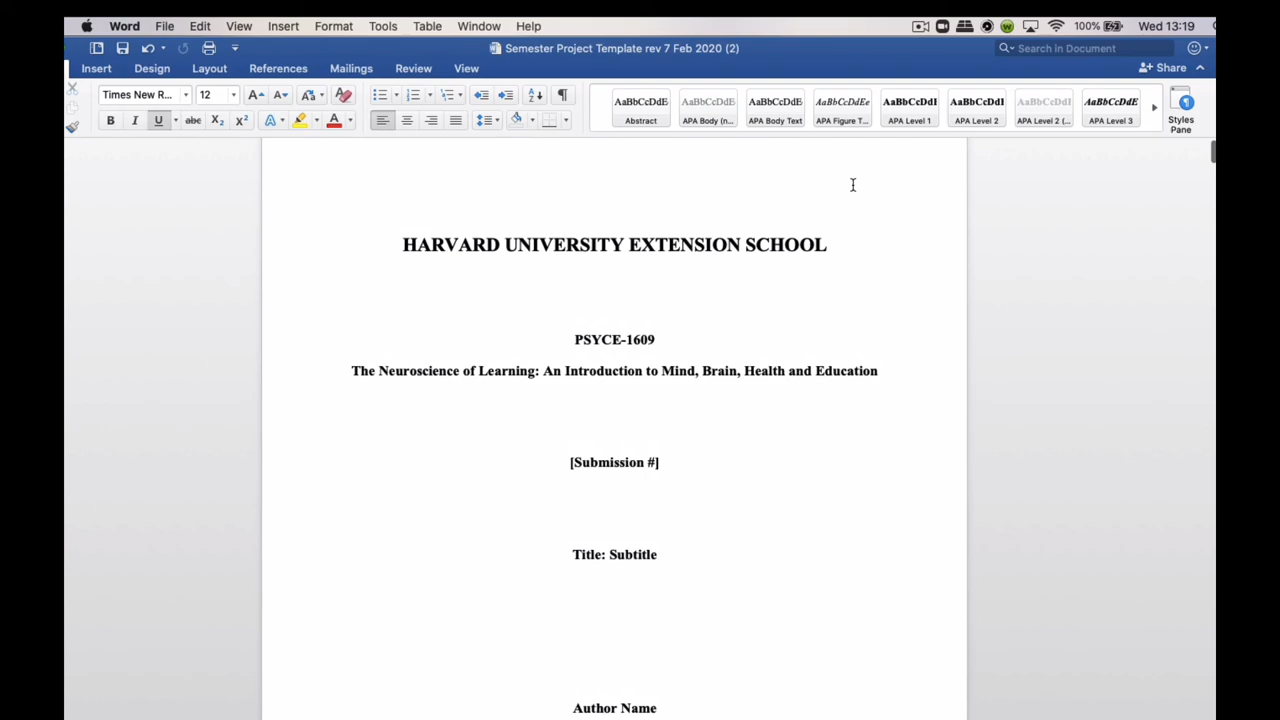 Word File Edit View Insert Format Tools Table Window Help 100% Wed 13:19
Semester Project Template rev 7 Feb 2020 (2) Search in Document
Insert Design Layout References Mailings Review View Share
Times New R... 12 AaBbCcDdE AaBbCcDdE AaBbCcDdE AaBbCcDdEe AaBbCcDdI AaBbCcDd1 AaBbCcDdI AaBbCcDdE
B I U abc X₂ X² A A Abstract APA Body (n... APA Body Text APA Figure T... APA Level 1 APA Level 2 APA Level 2 (... APA Level 3 Styles
Pane
HARVARD UNIVERSITY EXTENSION SCHOOL
PSYCE-1609
The Neuroscience of Learning: An Introduction to Mind, Brain, Health and Education
[Submission #]
Title: Subtitle
Author Name